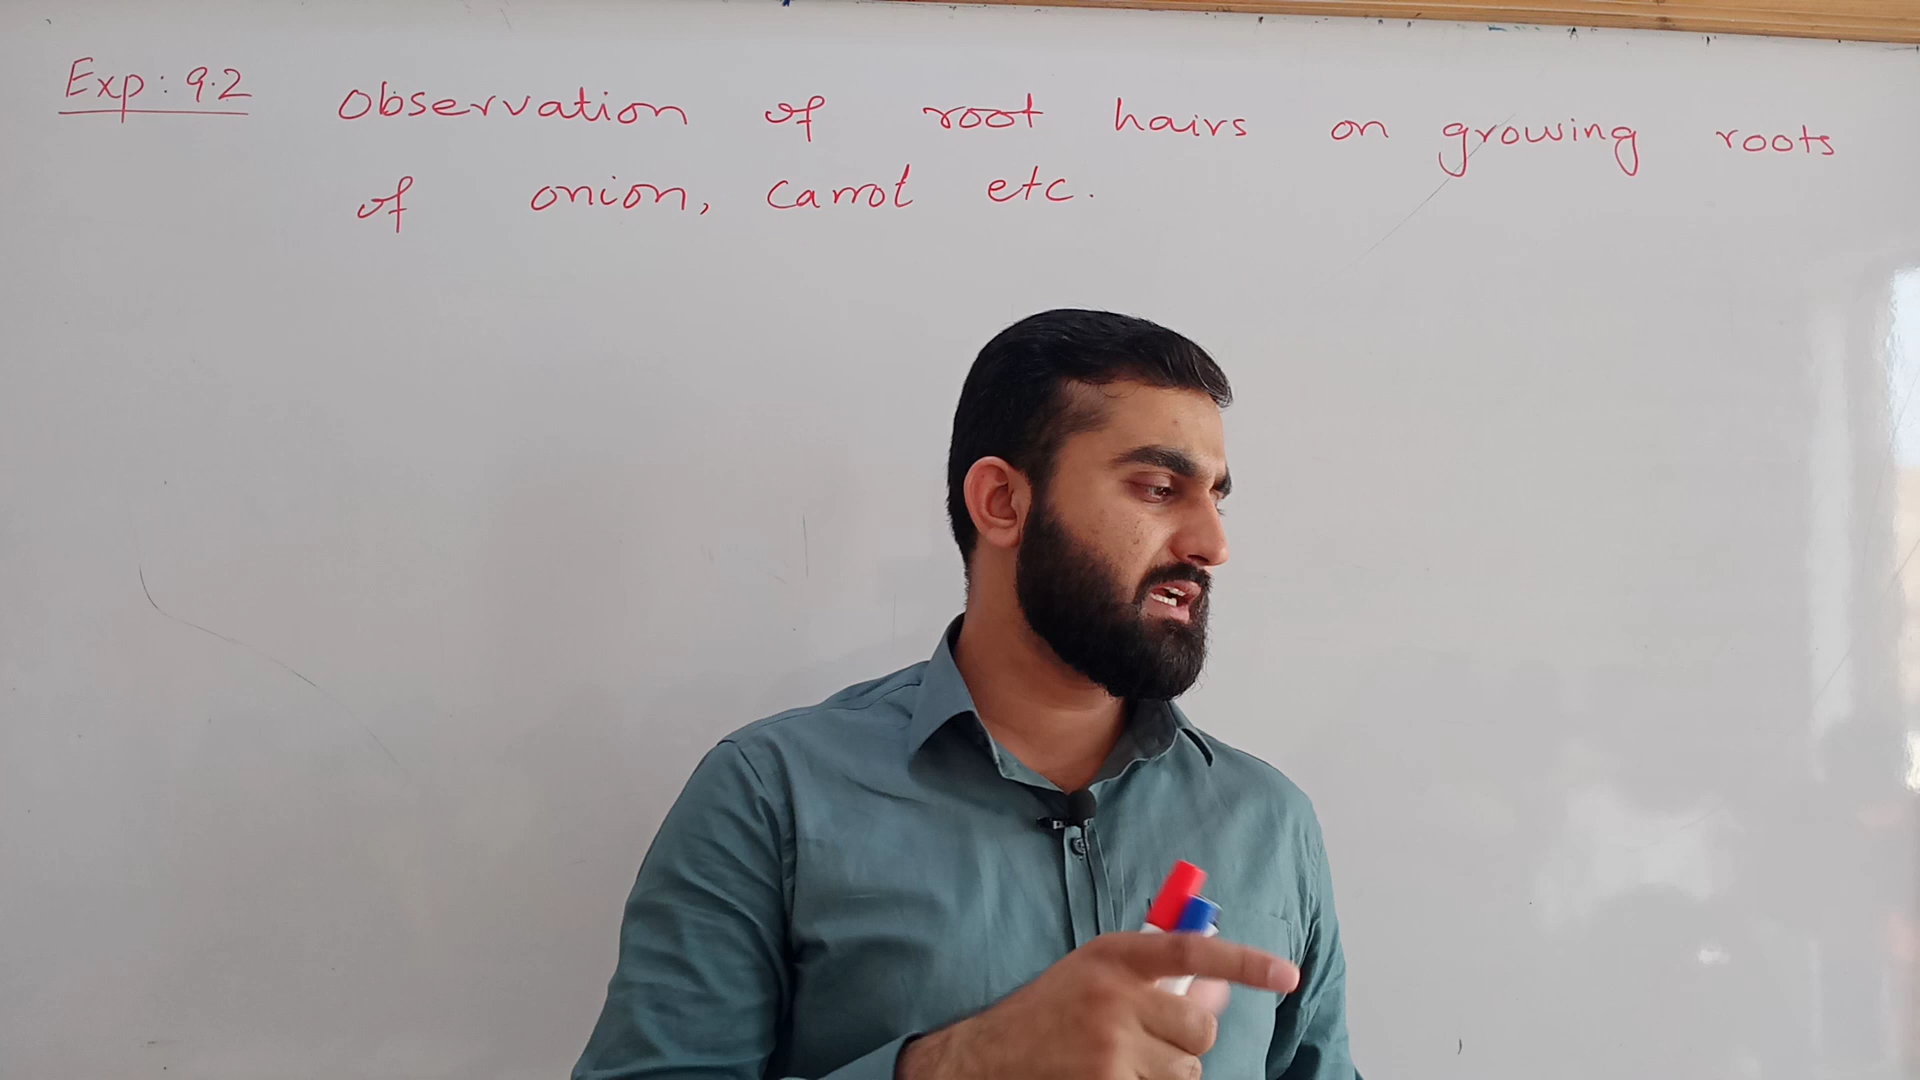 Exp: 9.2 Observation of root hairs on growing roots
of onion, carrot etc.